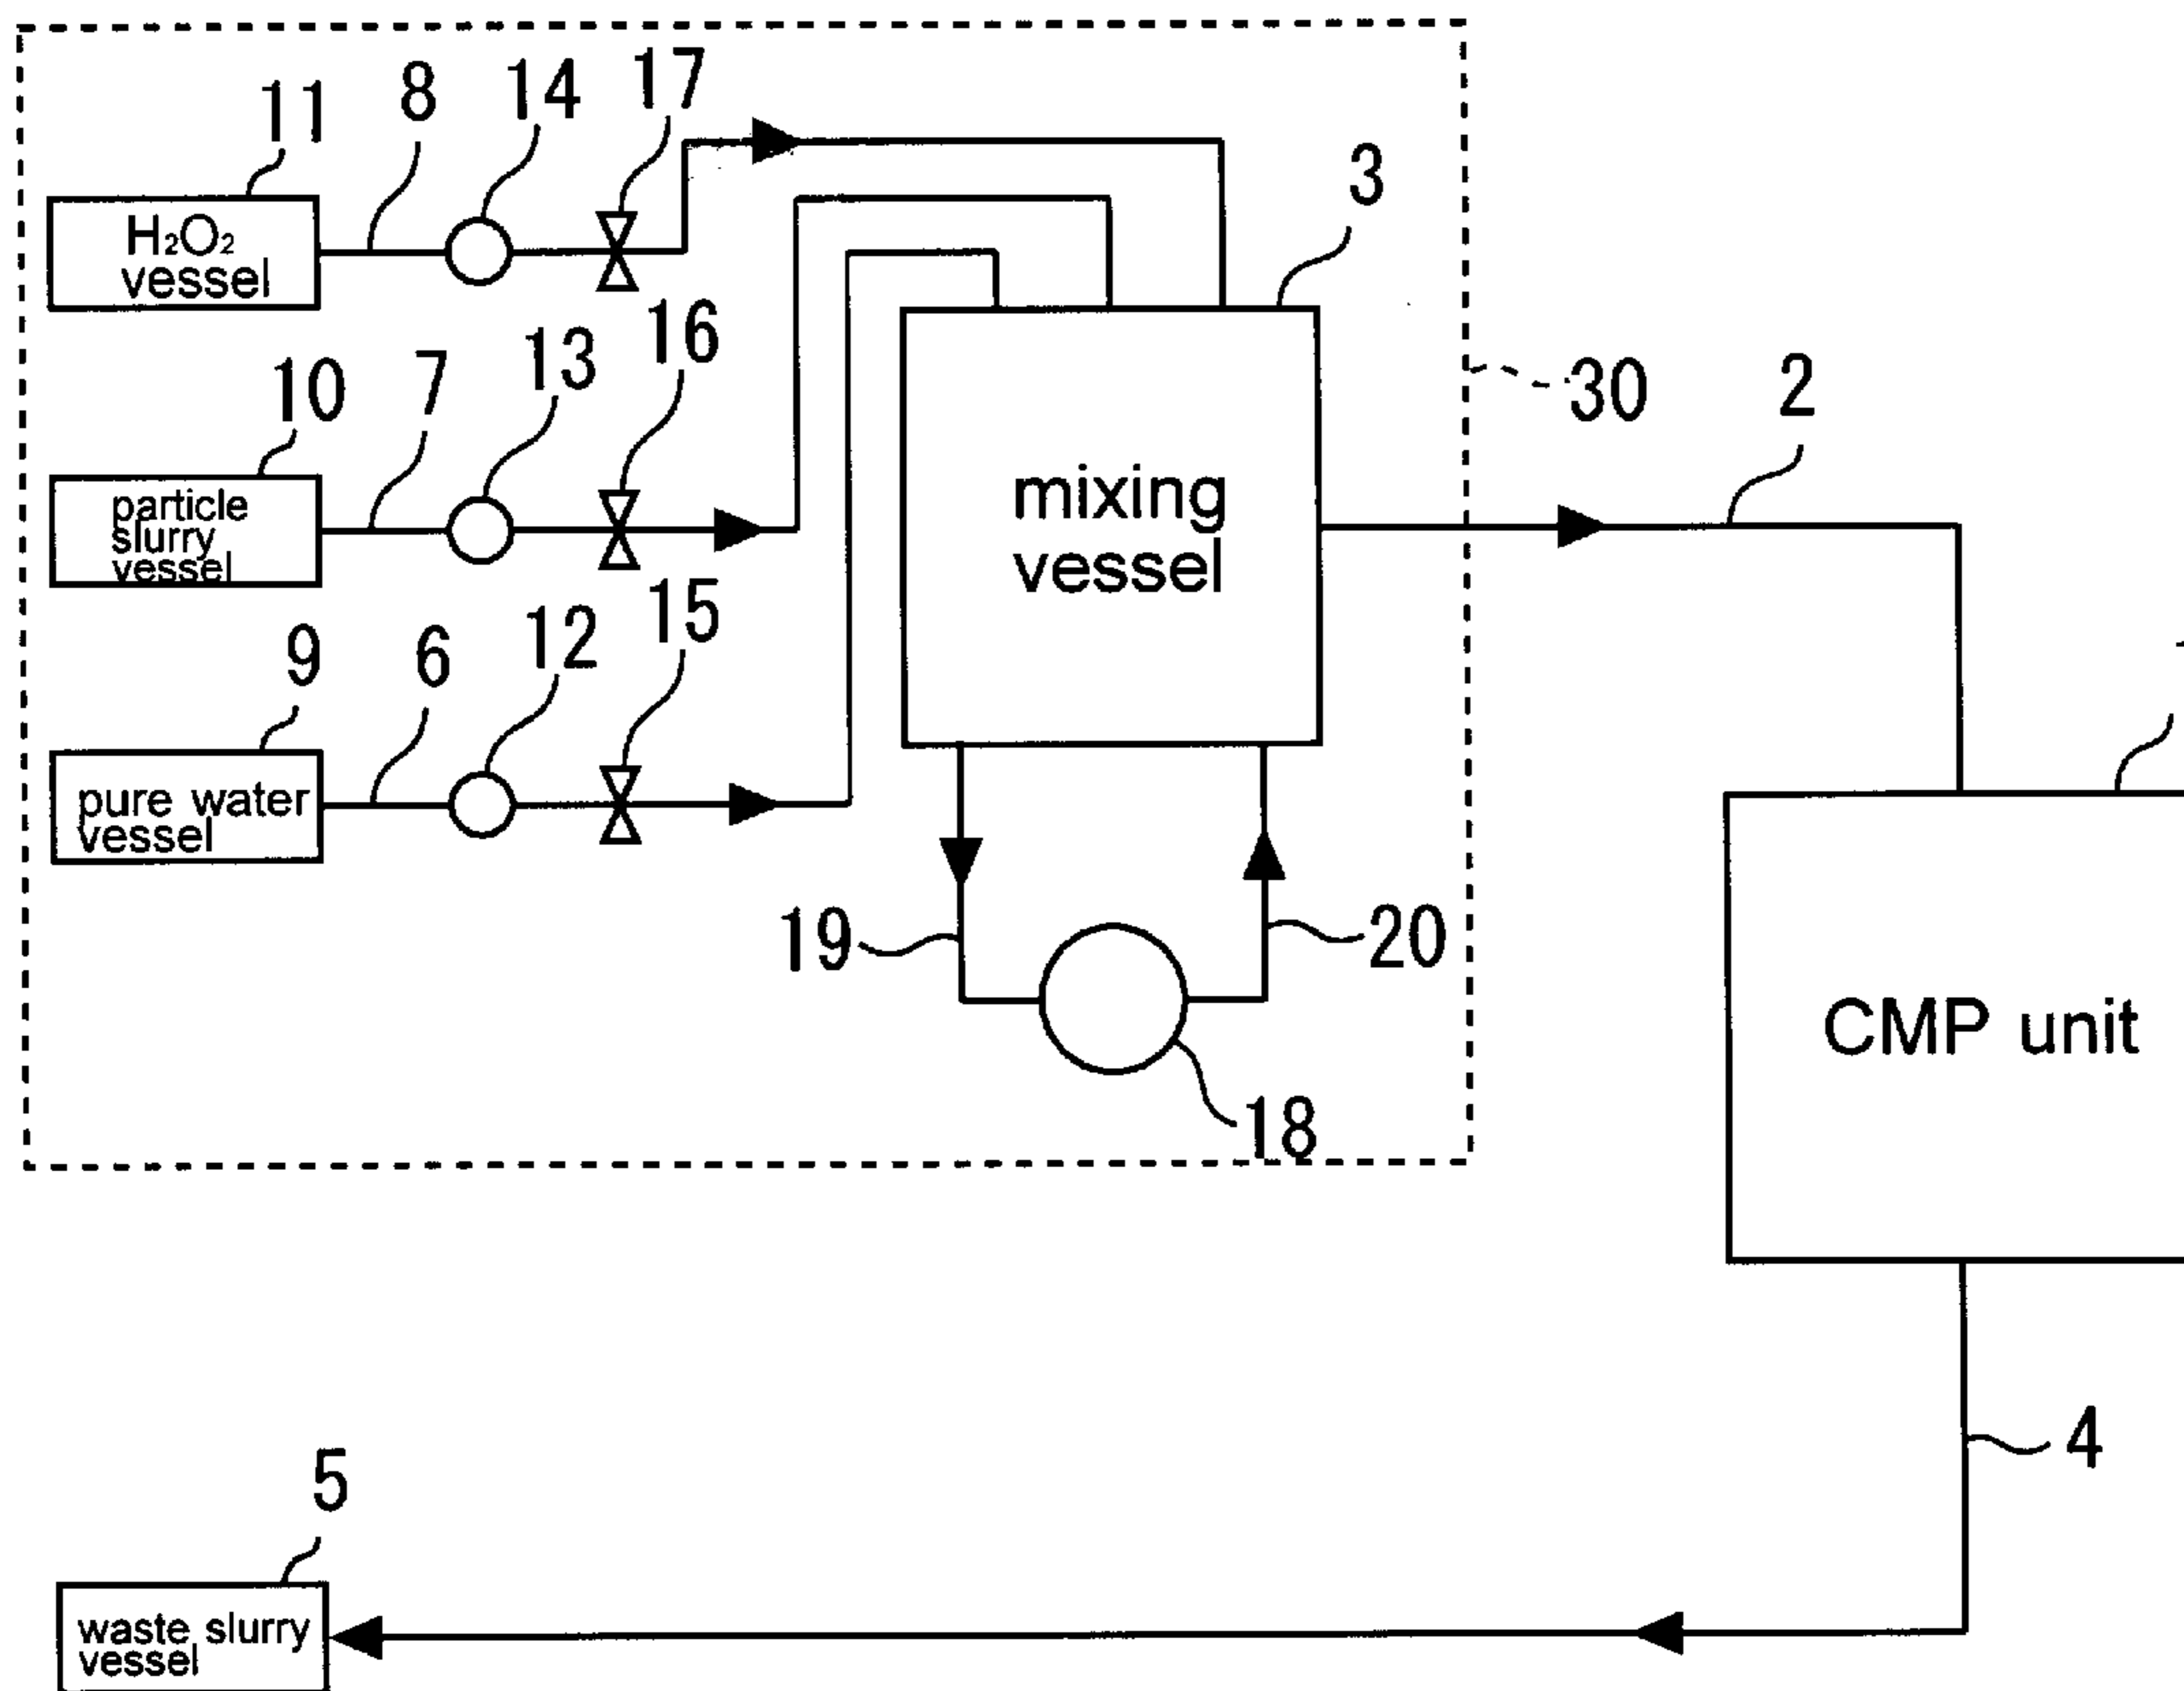 11
8
14
17
3
H₂O₂
vessel
10
7
13
16
30
2
particle
slurry
vessel
mixing
vessel
9
6
12
15
pure water
vessel
19
20
18
CMP unit
4
5
waste slurry
vessel